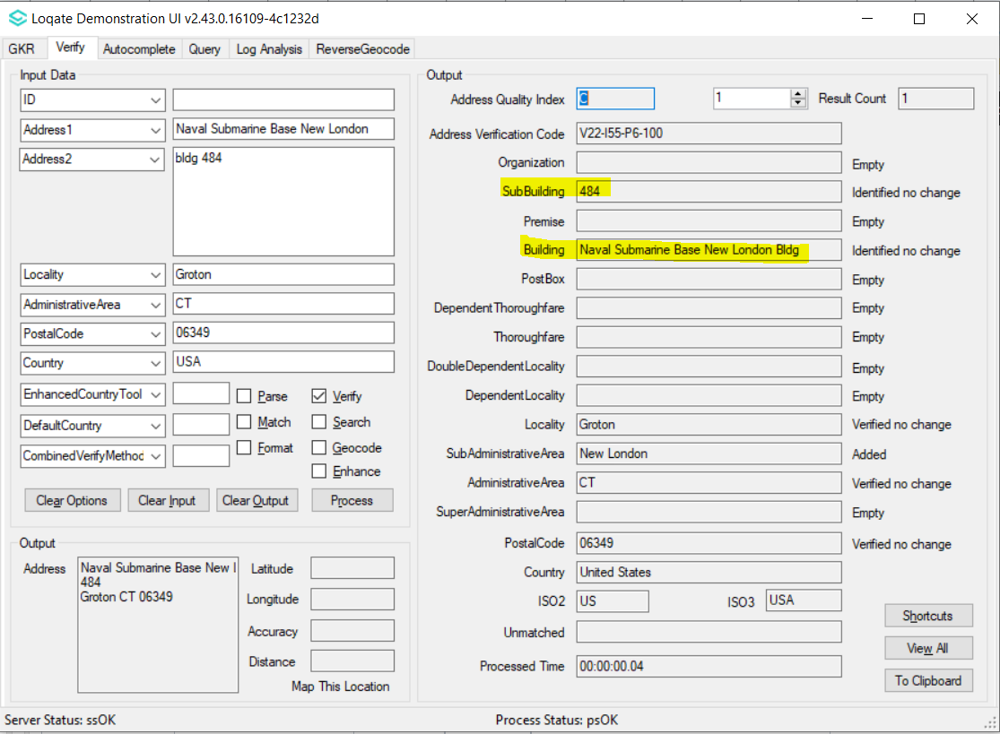 Loqate Demonstration UI v2.43.0.16109-4c1232d
GKR Verify Autocomplete Query Log Analysis ReverseGeocode
Input Data
ID
Address1 Naval Submarine Base New London
Address2 bldg 484
Locality Groton
AdministrativeArea CT
PostalCode 06349
Country USA
EnhancedCountryTool Parse Verify
DefaultCountry Match Search
CombinedVerifyMethod Format Geocode
Enhance
Clear Options Clear Input Clear Output Process
Output
Address Naval Submarine Base New l
484
Groton CT 06349
Latitude
Longitude
Accuracy
Distance
Map This Location
Output
Address Quality Index C 1 Result Count 1
Address Verification Code V22-I55-P6-100
Organization Empty
SubBuilding 484 Identified no change
Premise Empty
Building Naval Submarine Base New London Bldg Identified no change
PostBox Empty
DependentThoroughfare Empty
Thoroughfare Empty
DoubleDependentLocality Empty
DependentLocality Empty
Locality Groton Verified no change
SubAdministrativeArea New London Added
AdministrativeArea CT Verified no change
SuperAdministrativeArea Empty
PostalCode 06349 Verified no change
Country United States
ISO2 US ISO3 USA
Unmatched
Processed Time 00:00:00.04
Shortcuts
View All
To Clipboard
Server Status: ssOK Process Status: psOK